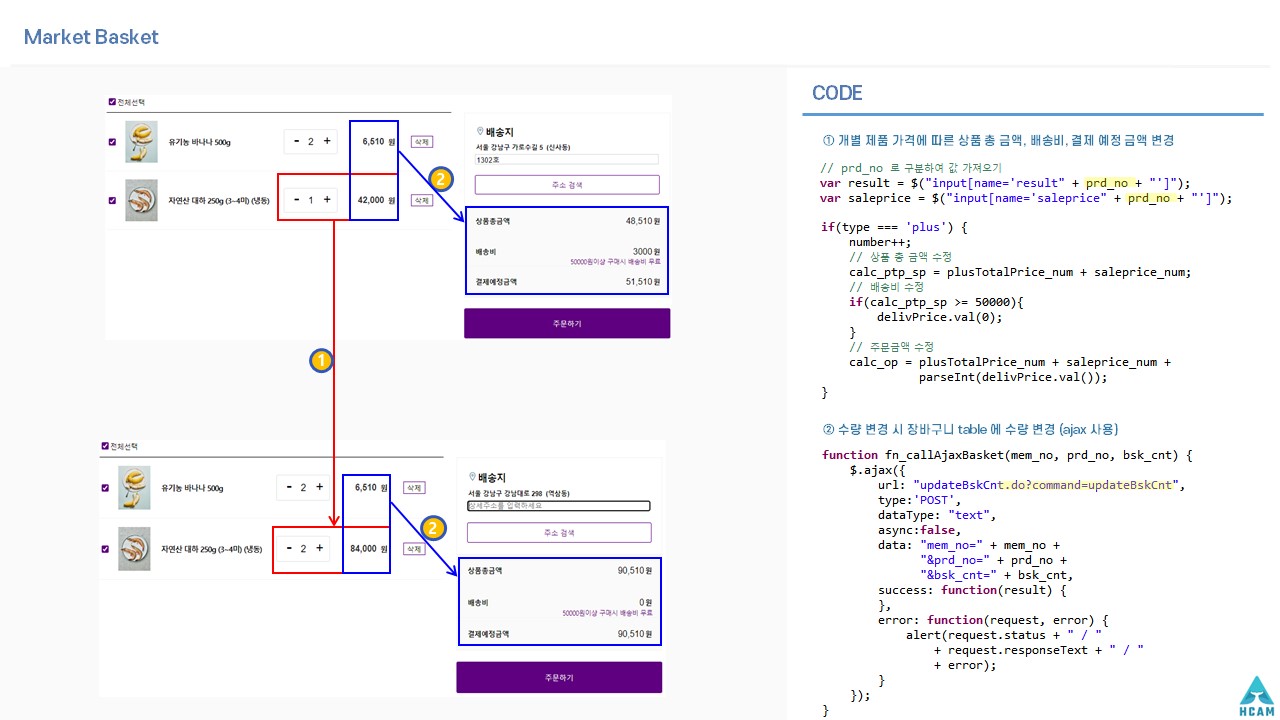 Market Basket
전체선택
유기농 바나나 500g
- 2 +
6,510 원
삭제
자연산 대하 250g (3~4미) (냉동)
- 1 +
42,000 원
삭제
배송지
서울 강남구 가로수길 5 (신사동)
1302호
주소 검색
상품총금액 48,510 원
배송비 3000 원
50000원이상 구매시 배송비 무료
결제예정금액 51,510 원
주문하기
2
1
전체선택
유기농 바나나 500g
- 2 +
6,510 원
삭제
자연산 대하 250g (3~4미) (냉동)
- 2 +
84,000 원
삭제
배송지
서울 강남구 강남대로 298 (역삼동)
상세주소를 입력하세요
주소 검색
상품총금액 90,510 원
배송비 0 원
50000원이상 구매시 배송비 무료
결제예정금액 90,510 원
주문하기
2
CODE
① 개별 제품 가격에 따른 상품 총 금액, 배송비, 결제 예정 금액 변경
// prd_no 로 구분하여 값 가져오기
var result = $("input[name='result" + prd_no + "']");
var saleprice = $("input[name='saleprice" + prd_no + "']");
if(type === 'plus') {
number++;
// 상품 총 금액 수정
calc_ptp_sp = plusTotalPrice_num + saleprice_num;
// 배송비 수정
if(calc_ptp_sp >= 50000){
delivPrice.val(0);
}
// 주문금액 수정
calc_op = plusTotalPrice_num + saleprice_num +
parseInt(delivPrice.val());
}
② 수량 변경 시 장바구니 table 에 수량 변경 (ajax 사용)
function fn_callAjaxBasket(mem_no, prd_no, bsk_cnt) {
$.ajax({
url: "updateBskCnt.do?command=updateBskCnt",
type:'POST',
dataType: "text",
async:false,
data: "mem_no=" + mem_no +
"&prd_no=" + prd_no +
"&bsk_cnt=" + bsk_cnt,
success: function(result) {
},
error: function(request, error) {
alert(request.status + " / "
+ request.responseText + " / "
+ error);
}
});
}
HCAM